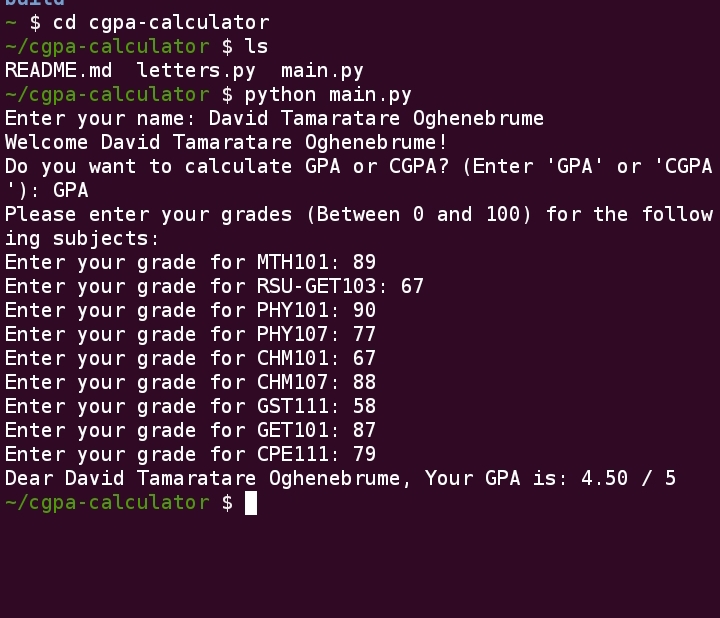 build
~ $ cd cgpa-calculator
~/cgpa-calculator $ ls
README.md  letters.py  main.py
~/cgpa-calculator $ python main.py
Enter your name: David Tamaratare Oghenebrume
Welcome David Tamaratare Oghenebrume!
Do you want to calculate GPA or CGPA? (Enter 'GPA' or 'CGPA
'): GPA
Please enter your grades (Between 0 and 100) for the follow
ing subjects:
Enter your grade for MTH101: 89
Enter your grade for RSU-GET103: 67
Enter your grade for PHY101: 90
Enter your grade for PHY107: 77
Enter your grade for CHM101: 67
Enter your grade for CHM107: 88
Enter your grade for GST111: 58
Enter your grade for GET101: 87
Enter your grade for CPE111: 79
Dear David Tamaratare Oghenebrume, Your GPA is: 4.50 / 5
~/cgpa-calculator $